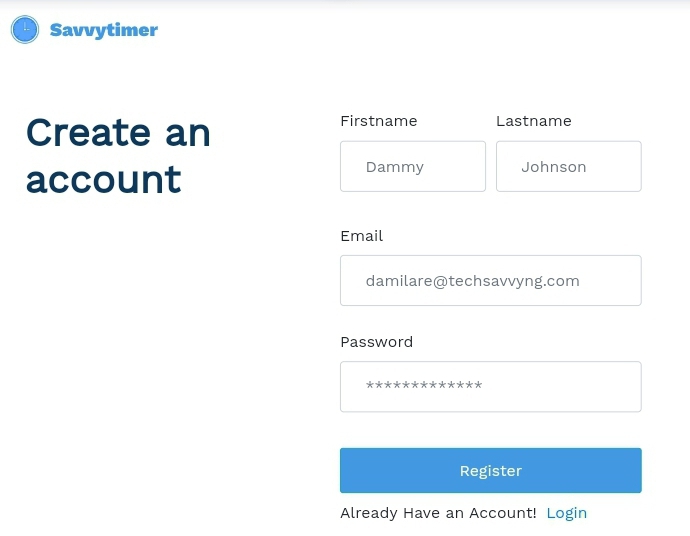 Savvytimer
Create an
account
Firstname
Lastname
Dammy
Johnson
Email
damilare@techsavvyng.com
Password
*************
Register
Already Have an Account! Login